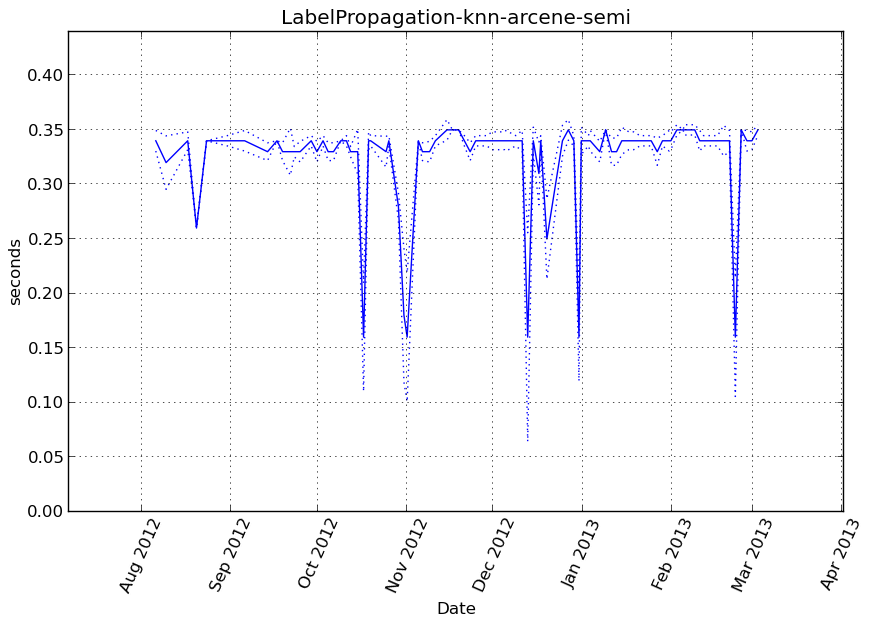 LabelPropagation-knn-arcene-semi
0.40
0.35
0.30
0.25
0.20
0.15
0.10
0.05
0.00
seconds
Aug 2012
Sep 2012
Oct 2012
Nov 2012
Dec 2012
Jan 2013
Feb 2013
Mar 2013
Apr 2013
Date